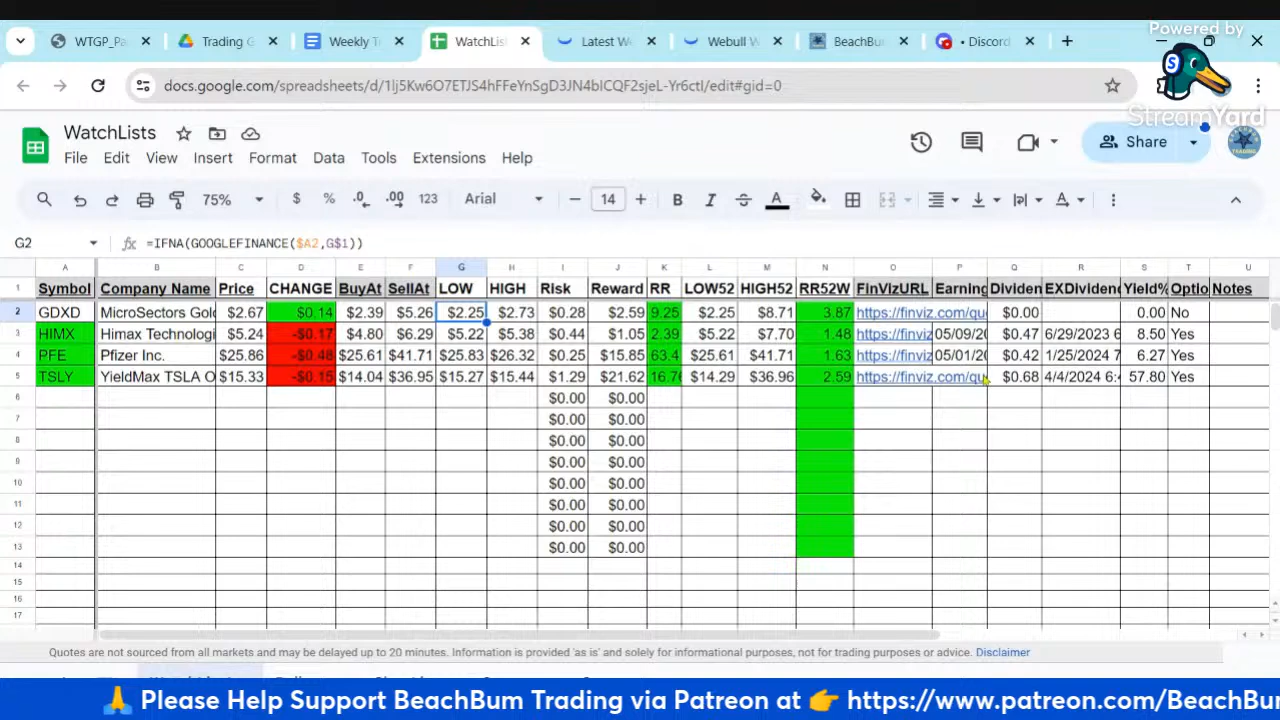 Powered by
WTGP_Pa
Trading G
Weekly T
WatchList
Latest W
Webull W
BeachBu
• Discord
docs.google.com/spreadsheets/d/1lj5Kw6O7ETS4hFFeYnSgD3JN4bICQF2sjeL-Yr6ctI/edit#gid=0
StreamYard
WatchLists
File Edit View Insert Format Data Tools Extensions Help
Share
75% $ % .0 .00 123 Arial 14 B I S A
G2 fx =IFNA(GOOGLEFINANCE($A2,G$1))
A B C D E F G H I J K L M N O P Q R S T U
1 Symbol Company Name Price CHANGE BuyAt SellAt LOW HIGH Risk Reward RR LOW52 HIGH52 RR52W FinVizURL Earning Dividen EXDividen Yield% Optio Notes
2 GDXD MicroSectors Gol $2.67 $0.14 $2.39 $5.26 $2.25 $2.73 $0.28 $2.59 9.25 $2.25 $8.71 3.87 https://finviz.com/qu $0.00 0.00 No
3 HIMX Himax Technologi $5.24 -$0.17 $4.80 $6.29 $5.22 $5.38 $0.44 $1.05 2.39 $5.22 $7.70 1.48 https://finviz 05/09/2 $0.47 6/29/2023 6 8.50 Yes
4 PFE Pfizer Inc. $25.86 -$0.48 $25.61 $41.71 $25.83 $26.32 $0.25 $15.85 63.4 $25.61 $41.71 1.63 https://finviz 05/01/2 $0.42 1/25/2024 7 6.27 Yes
5 TSLY YieldMax TSLA O $15.33 -$0.15 $14.04 $36.95 $15.27 $15.44 $1.29 $21.62 16.76 $14.29 $36.96 2.59 https://finviz.com/qu $0.68 4/4/2024 6:4 57.80 Yes
6 $0.00 $0.00
7 $0.00 $0.00
8 $0.00 $0.00
9 $0.00 $0.00
10 $0.00 $0.00
11 $0.00 $0.00
12 $0.00 $0.00
13 $0.00 $0.00
14
15
16
17
Quotes are not sourced from all markets and may be delayed up to 20 minutes. Information is provided 'as is' and solely for informational purposes, not for trading purposes or advice. Disclaimer
🙏 Please Help Support BeachBum Trading via Patreon at 👉 https://www.patreon.com/BeachBu